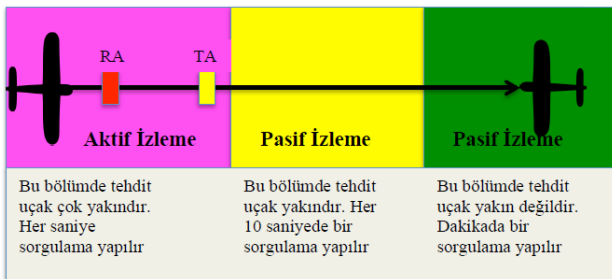 RA
TA
Aktif İzleme
Pasif İzleme
Pasif İzleme
Bu bölümde tehdit
uçak çok yakındır.
Her saniye
sorgulama yapılır
Bu bölümde tehdit
uçak yakındır. Her
10 saniyede bir
sorgulama yapılır
Bu bölümde tehdit
uçak yakın değildir.
Dakikada bir
sorgulama yapılır